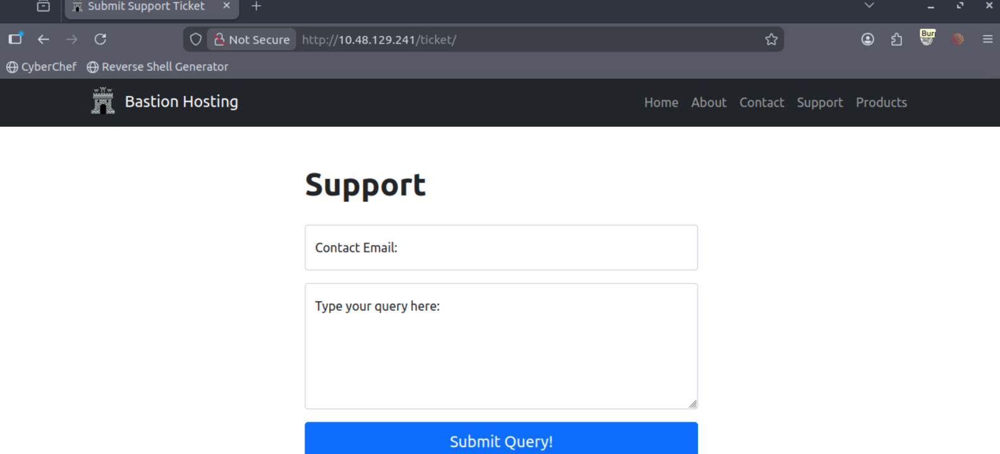 Submit Support Ticket
Not Secure http://10.48.129.241/ticket/
Burr
CyberChef Reverse Shell Generator
Bastion Hosting Home About Contact Support Products
Support
Contact Email:
Type your query here:
Submit Query!